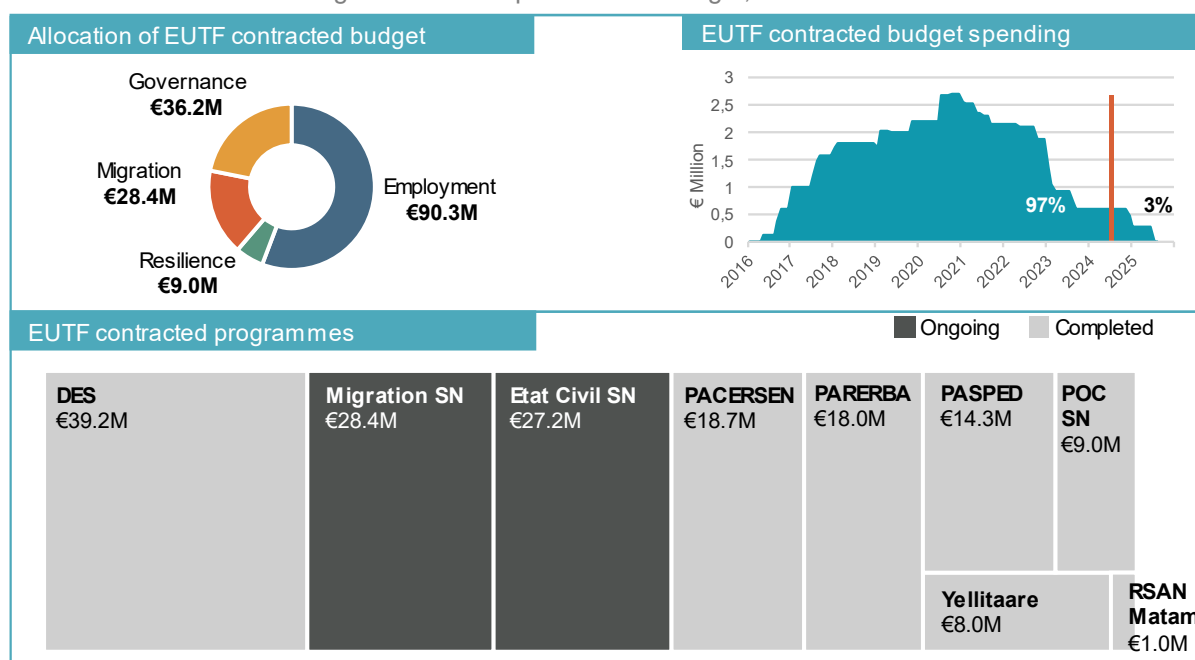 Allocation of EUTF contracted budget
Governance
€36.2M
Migration
€28.4M
Resilience
€9.0M
Employment
€90.3M
EUTF contracted budget spending
€ Million
3
2,5
2
1,5
1
0,5
0
97%
3%
2016
2017
2018
2019
2020
2021
2022
2023
2024
2025
EUTF contracted programmes
Ongoing
Completed
DES
€39.2M
Migration SN
€28.4M
Etat Civil SN
€27.2M
PACERSEN
€18.7M
PARERBA
€18.0M
PASPED
€14.3M
POC
SN
€9.0M
Yellitaare
€8.0M
RSAN
Matam
€1.0M